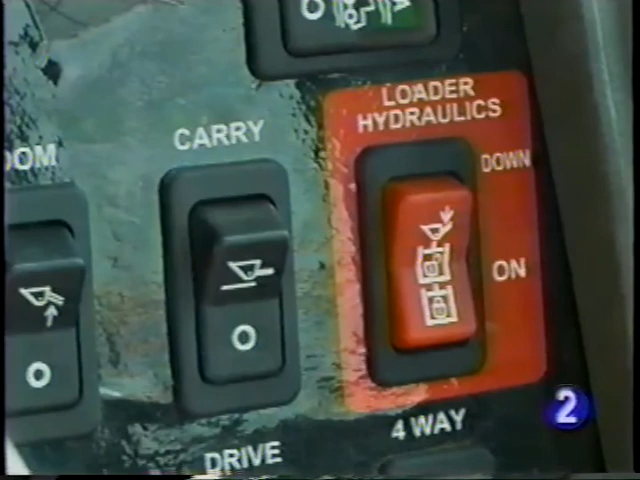 LOADER
HYDRAULICS
CARRY
DOWN
OOM
ON
O
O
4 WAY
2
DRIVE